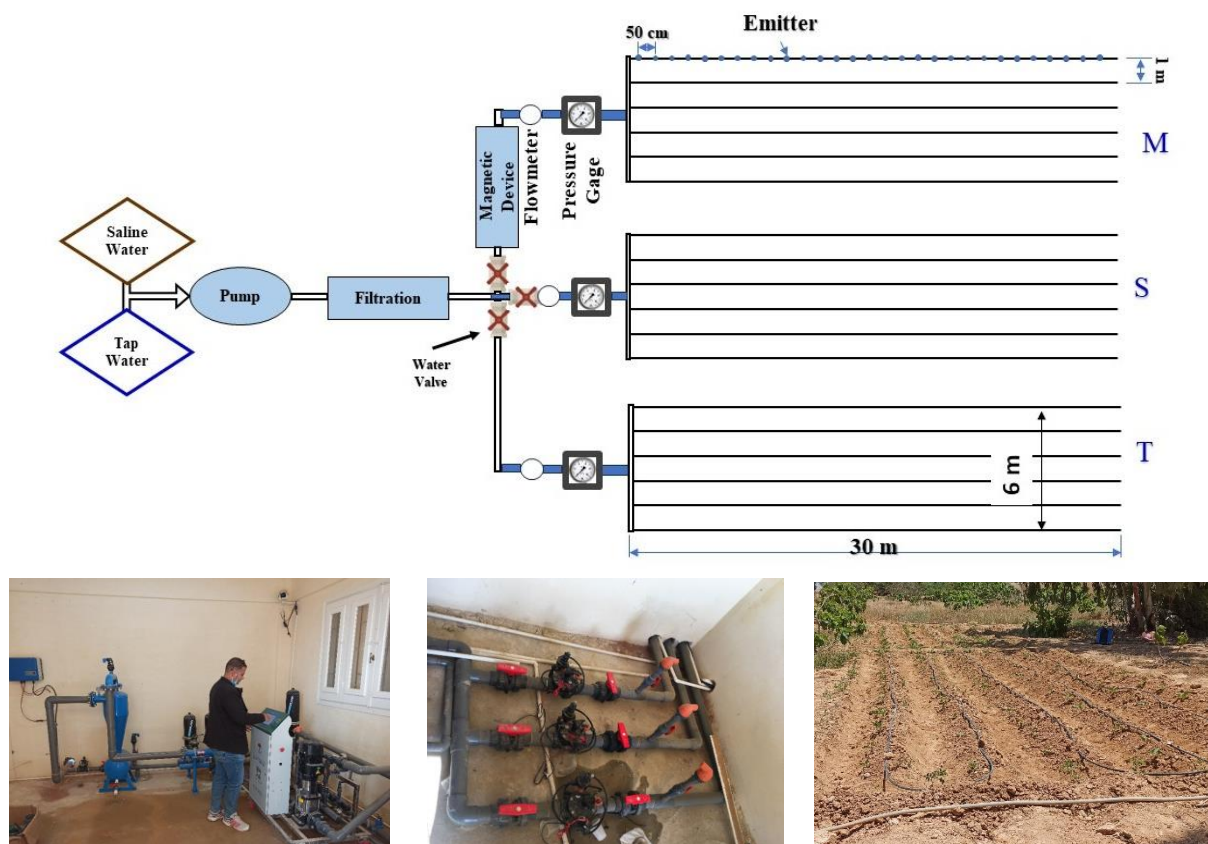 50 cm
Emitter
1 m
Magnetic
Device
Flowmeter
Pressure
Gage
M
Saline
Water
Pump
Filtration
S
Tap
Water
Water
Valve
T
6 m
30 m